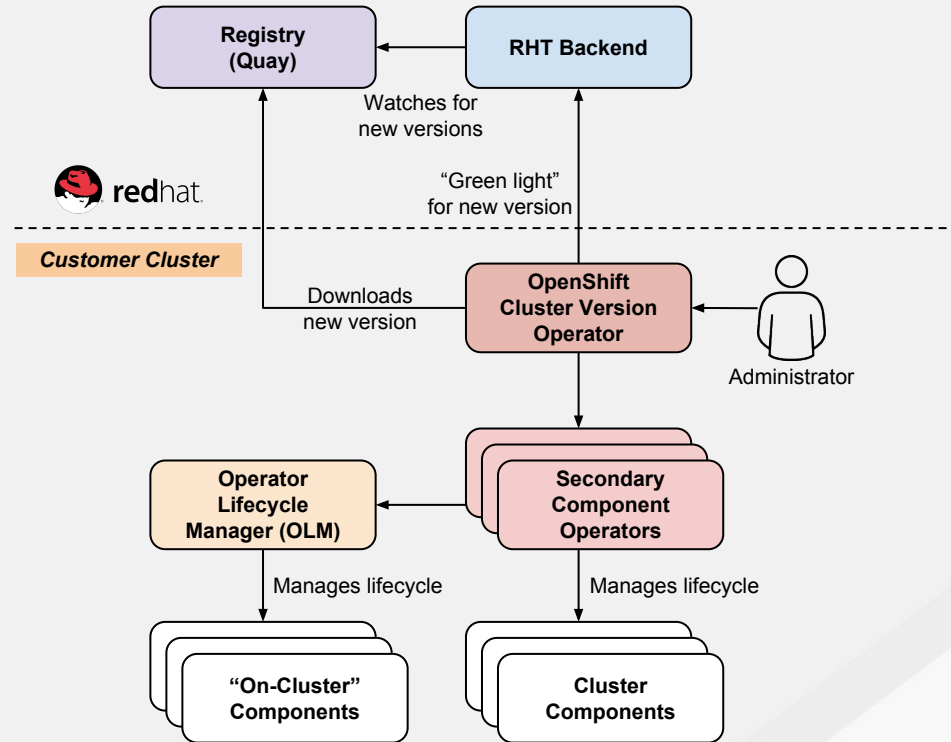 Registry
(Quay)
RHT Backend
Watches for
new versions
redhat.
"Green light"
for new version
Customer Cluster
OpenShift
Cluster Version
Operator
Downloads
new version
Administrator
Operator
Lifecycle
Manager (OLM)
Secondary
Component
Operators
Manages lifecycle
Manages lifecycle
“On-Cluster”
Components
Cluster
Components